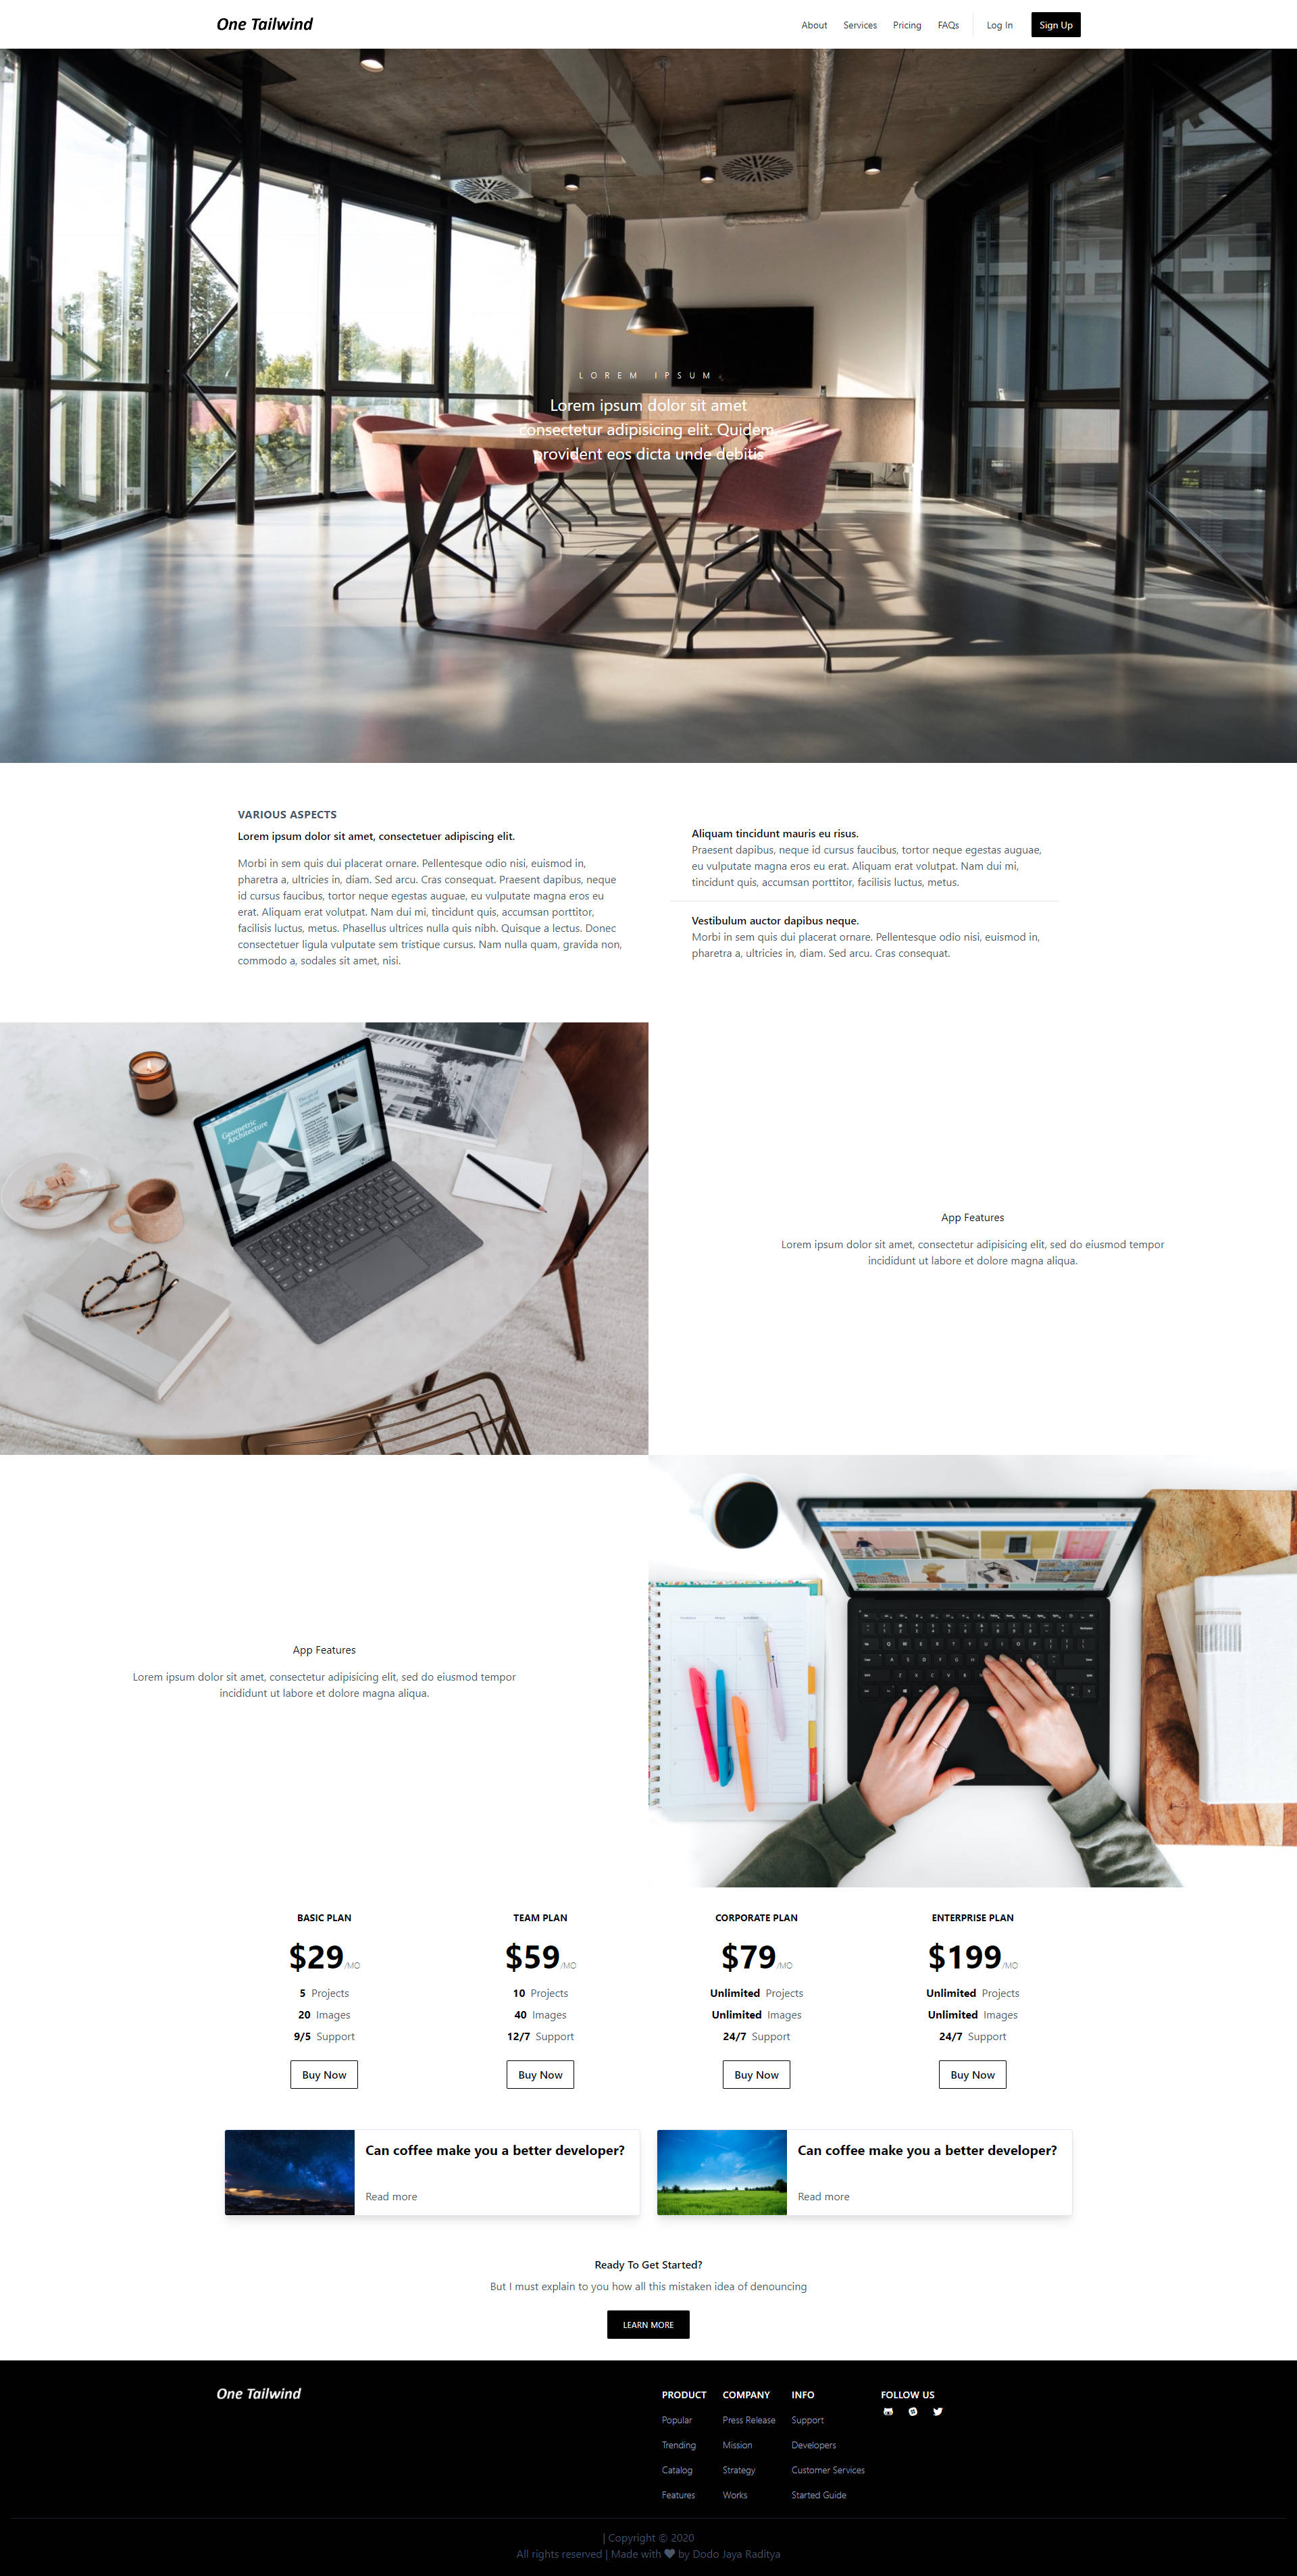 One Tailwind
About Services Pricing FAQs Log In Sign Up
LOREM IPSUM
Lorem ipsum dolor sit amet
consectetur adipisicing elit. Quidem,
provident eos dicta unde debitis
VARIOUS ASPECTS
Lorem ipsum dolor sit amet, consectetuer adipiscing elit.
Morbi in sem quis dui placerat ornare. Pellentesque odio nisi, euismod in,
pharetra a, ultricies in, diam. Sed arcu. Cras consequat. Praesent dapibus, neque
id cursus faucibus, tortor neque egestas auguae, eu vulputate magna eros eu
erat. Aliquam erat volutpat. Nam dui mi, tincidunt quis, accumsan porttitor,
facilisis luctus, metus. Phasellus ultrices nulla quis nibh. Quisque a lectus. Donec
consectetuer ligula vulputate sem tristique cursus. Nam nulla quam, gravida non,
commodo a, sodales sit amet, nisi.
Aliquam tincidunt mauris eu risus.
Praesent dapibus, neque id cursus faucibus, tortor neque egestas auguae,
eu vulputate magna eros eu erat. Aliquam erat volutpat. Nam dui mi,
tincidunt quis, accumsan porttitor, facilisis luctus, metus.
Vestibulum auctor dapibus neque.
Morbi in sem quis dui placerat ornare. Pellentesque odio nisi, euismod in,
pharetra a, ultricies in, diam. Sed arcu. Cras consequat.
Geometric
Architecture
App Features
Lorem ipsum dolor sit amet, consectetur adipisicing elit, sed do eiusmod tempor
incididunt ut labore et dolore magna aliqua.
App Features
Lorem ipsum dolor sit amet, consectetur adipisicing elit, sed do eiusmod tempor
incididunt ut labore et dolore magna aliqua.
BASIC PLAN
$29/MO
5 Projects
20 Images
9/5 Support
Buy Now
TEAM PLAN
$59/MO
10 Projects
40 Images
12/7 Support
Buy Now
CORPORATE PLAN
$79/MO
Unlimited Projects
Unlimited Images
24/7 Support
Buy Now
ENTERPRISE PLAN
$199/MO
Unlimited Projects
Unlimited Images
24/7 Support
Buy Now
Can coffee make you a better developer?
Read more
Can coffee make you a better developer?
Read more
Ready To Get Started?
But I must explain to you how all this mistaken idea of denouncing
LEARN MORE
One Tailwind
PRODUCT
Popular
Trending
Catalog
Features
COMPANY
Press Release
Mission
Strategy
Works
INFO
Support
Developers
Customer Services
Started Guide
FOLLOW US
| Copyright © 2020
All rights reserved | Made with ♥ by Dodo Jaya Raditya